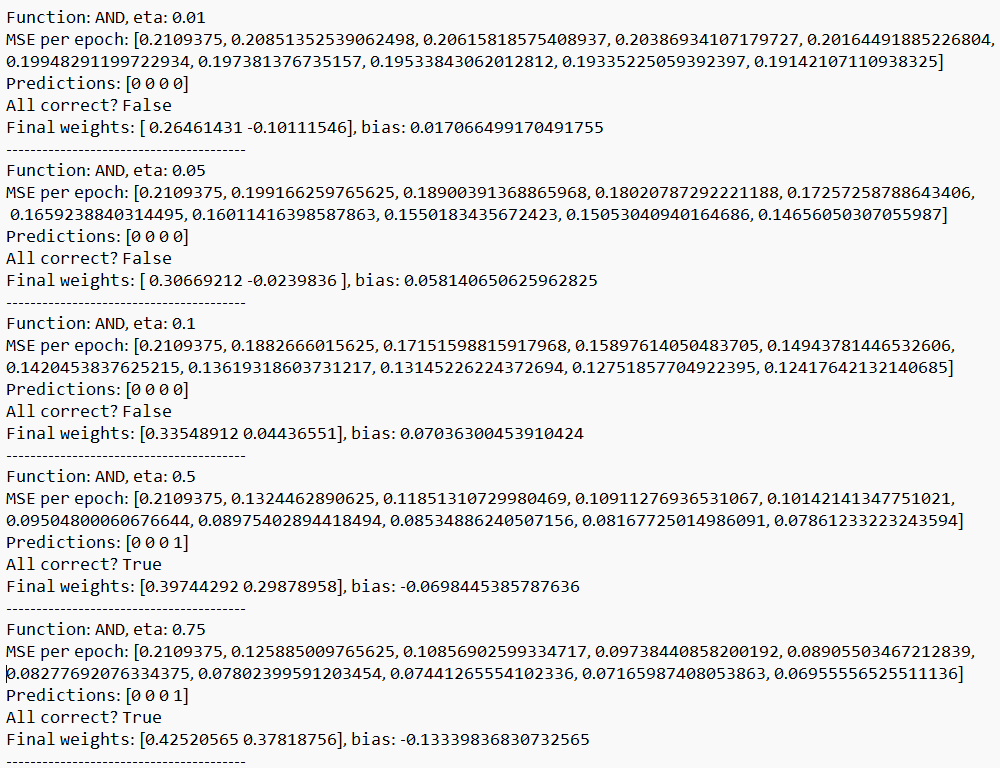 Function: AND, eta: 0.01
MSE per epoch: [0.2109375, 0.20851352539062498, 0.20615818575408937, 0.20386934107179727, 0.20164491885226804,
0.19948291199722934, 0.197381376735157, 0.19533843062012812, 0.19335225059392397, 0.19142107110938325]
Predictions: [0 0 0 0]
All correct? False
Final weights: [ 0.26461431 -0.10111546], bias: 0.017066499170491755
----------------------------------------
Function: AND, eta: 0.05
MSE per epoch: [0.2109375, 0.199166259765625, 0.18900391368865968, 0.18020787292221188, 0.17257258788643406,
0.1659238840314495, 0.16011416398587863, 0.1550183435672423, 0.15053040940164686, 0.14656050307055987]
Predictions: [0 0 0 0]
All correct? False
Final weights: [ 0.30669212 -0.0239836 ], bias: 0.058140650625962825
----------------------------------------
Function: AND, eta: 0.1
MSE per epoch: [0.2109375, 0.1882666015625, 0.17151598815917968, 0.15897614050483705, 0.14943781446532606,
0.1420453837625215, 0.13619318603731217, 0.13145226224372694, 0.12751857704922395, 0.12417642132140685]
Predictions: [0 0 0 0]
All correct? False
Final weights: [0.33548912 0.04436551], bias: 0.07036300453910424
----------------------------------------
Function: AND, eta: 0.5
MSE per epoch: [0.2109375, 0.1324462890625, 0.11851310729980469, 0.10911276936531067, 0.10142141347751021,
0.09504800060676644, 0.08975402894418494, 0.08534886240507156, 0.08167725014986091, 0.07861233223243594]
Predictions: [0 0 0 1]
All correct? True
Final weights: [0.39744292 0.29878958], bias: -0.0698445385787636
----------------------------------------
Function: AND, eta: 0.75
MSE per epoch: [0.2109375, 0.125885009765625, 0.10856902599334717, 0.09738440858200192, 0.08905503467212839,
0.08277692076334375, 0.07802399591203454, 0.07441265554102336, 0.07165987408053863, 0.06955556525511136]
Predictions: [0 0 0 1]
All correct? True
Final weights: [0.42520565 0.37818756], bias: -0.13339836830732565
----------------------------------------